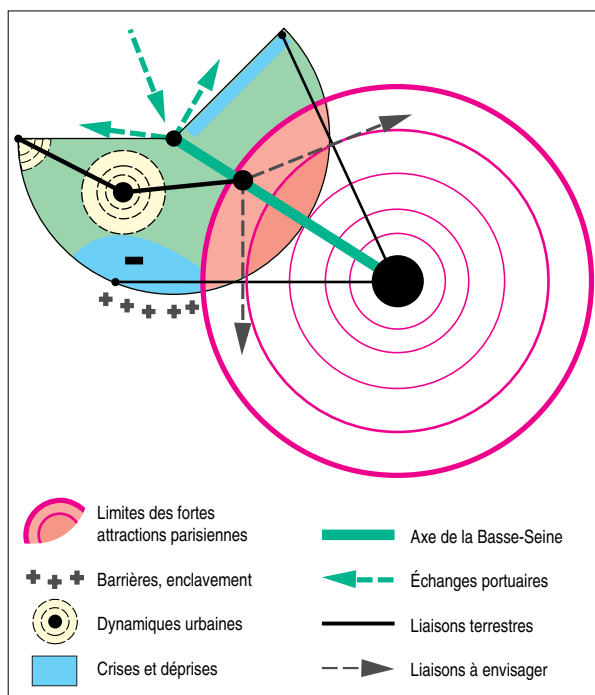 Limites des fortes
attractions parisiennes
Barrières, enclavement
Dynamiques urbaines
Crises et déprises
Axe de la Basse-Seine
Échanges portuaires
Liaisons terrestres
Liaisons à envisager